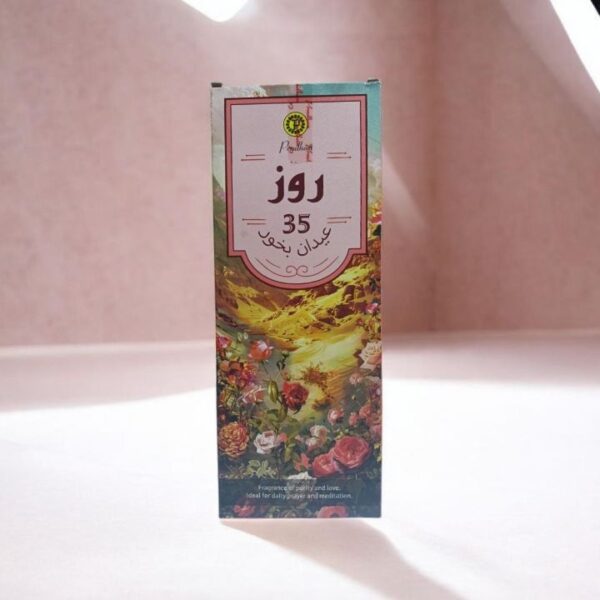 روز
35
عيدان بخور
Fragrance of purity and love.
Ideal for daily prayer and meditation.